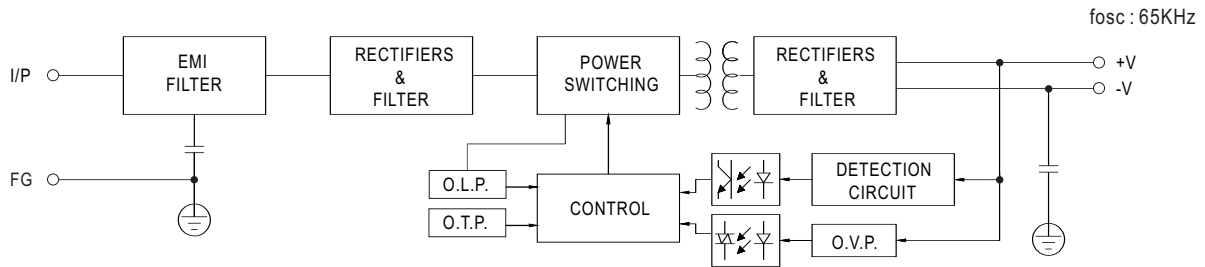 fosc : 65KHz
I/P
EMI
FILTER
RECTIFIERS
&
FILTER
POWER
SWITCHING
RECTIFIERS
&
FILTER
+V
-V
FG
O.L.P.
O.T.P.
CONTROL
DETECTION
CIRCUIT
O.V.P.